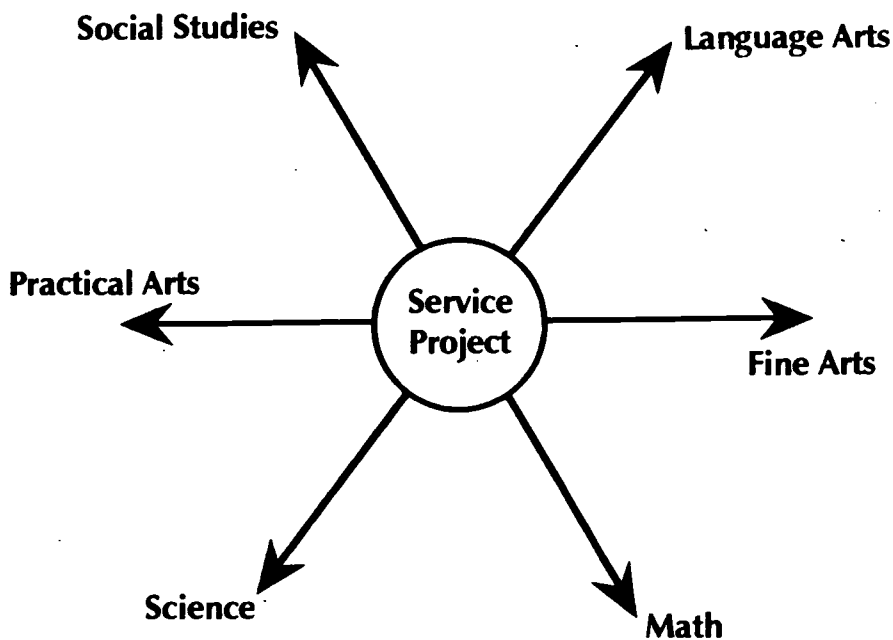 Social Studies
Language Arts
Practical Arts
Service
Project
Fine Arts
Science
Math